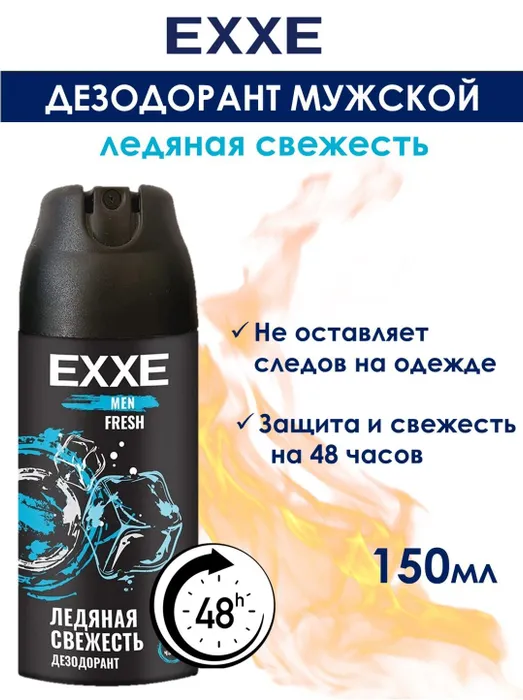 EXXE
ДЕЗОДОРАНТ МУЖСКОЙ
ледяная свежесть
✓ Не оставляет
следов на одежде
✓ Защита и свежесть
на 48 часов
150мл
EXXE
MEN
FRESH
48h
ЛЕДЯНАЯ
СВЕЖЕСТЬ
ДЕЗОДОРАНТ